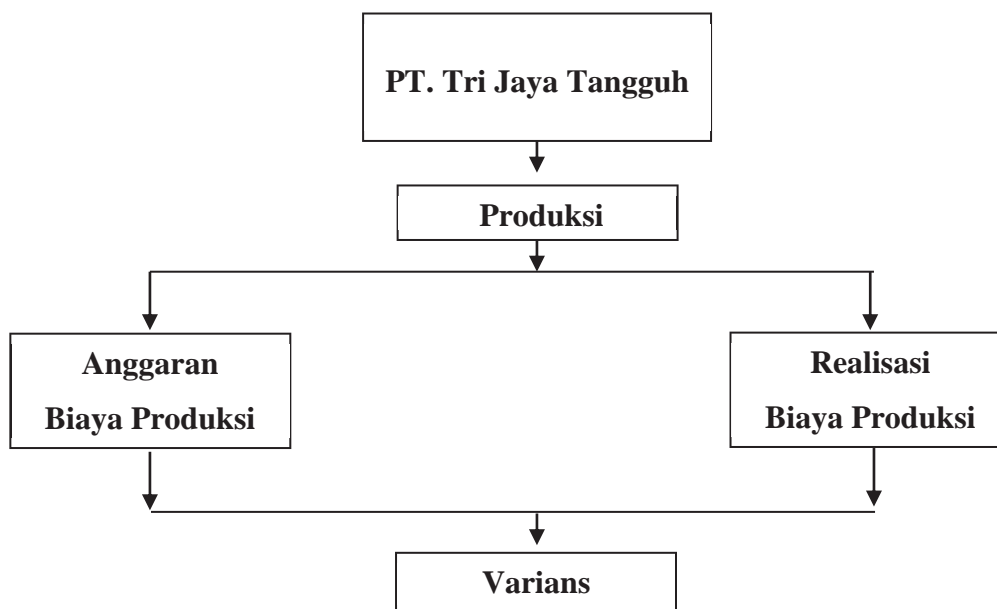 PT. Tri Jaya Tangguh
Produksi
Anggaran
Biaya Produksi
Realisasi
Biaya Produksi
Varians